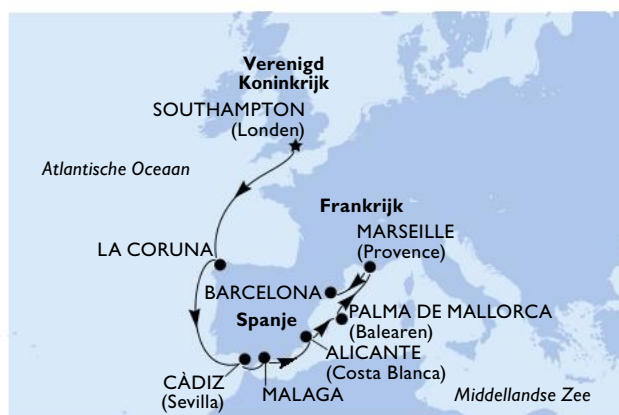 Verenigd
Koninkrijk
SOUTHAMPTON
(Londen)
Atlantische Oceaan
Frankrijk
MARSEILLE
(Provence)
LA CORUNA
BARCELONA
PALMA DE MALLORCA
(Balearen)
Spanje
ALICANTE
(Costa Blanca)
CÀDIZ
(Sevilla)
MALAGA
Middellandse Zee